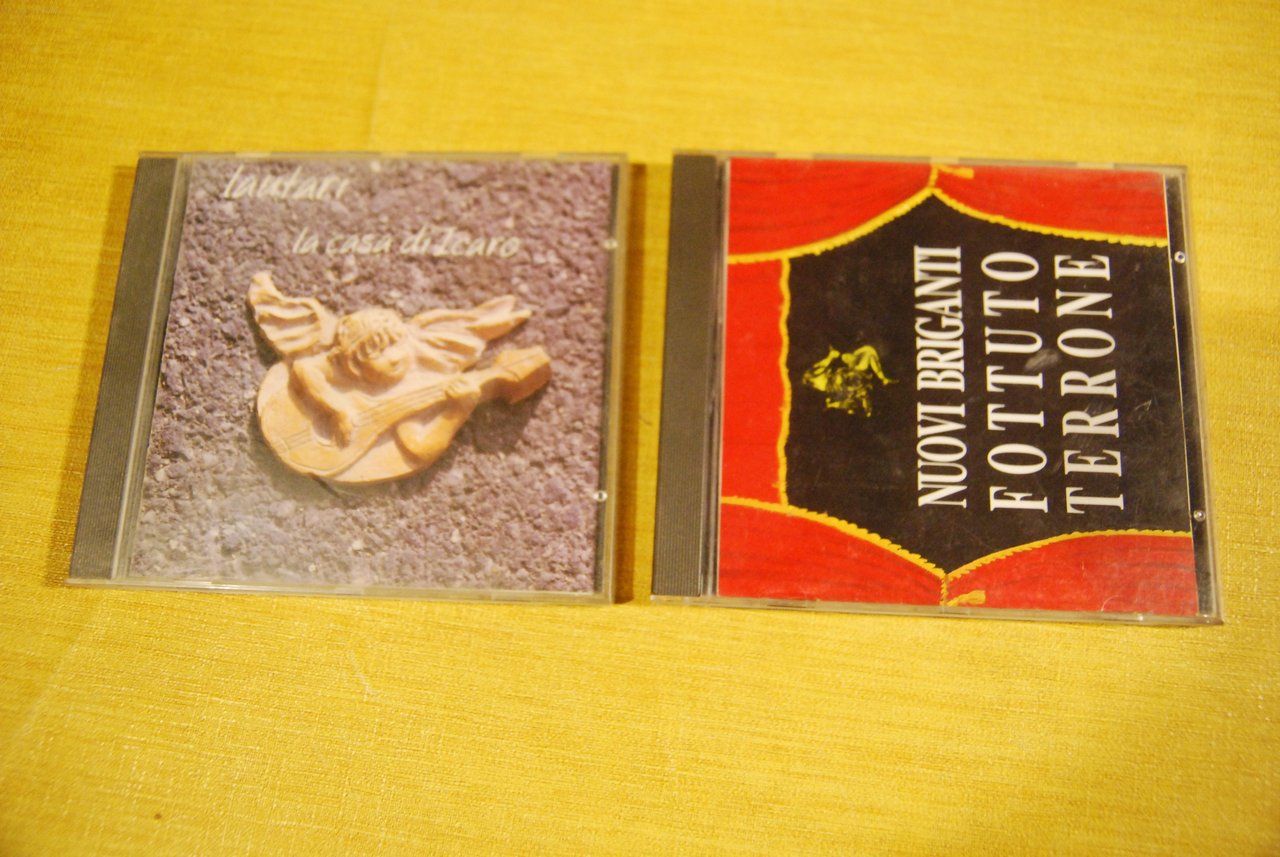 lautari
la casa di Icaro
NUOVI BRIGANTI
FOTTUTO
TERRONE